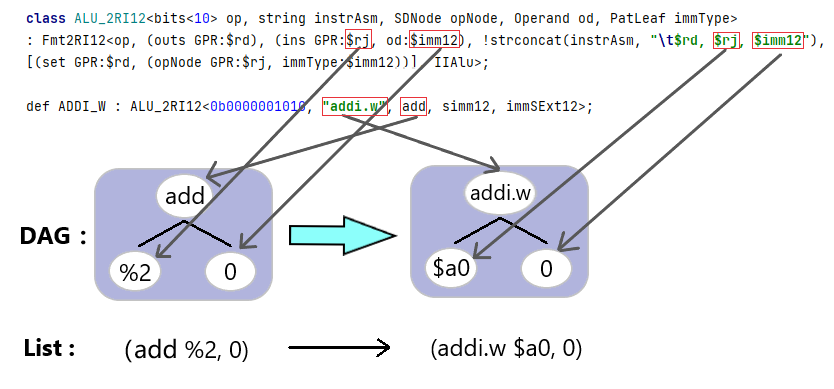 class ALU_2RI12<bits<10> op, string instrAsm, SDNode opNode, Operand od, PatLeaf immType>
: Fmt2RI12<op, (outs GPR:$rd), (ins GPR:$rj, od:$imm12), !strconcat(instrAsm, "\t$rd, $rj, $imm12"),
[(set GPR:$rd, (opNode GPR:$rj, immType:$imm12))], IIAlu>;
def ADDI_W : ALU_2RI12<0b0000001010, "addi.w", add, simm12, immSExt12>;
add
addi.w
DAG :
%2
0
$a0
0
List : (add %2, 0) (addi.w $a0, 0)